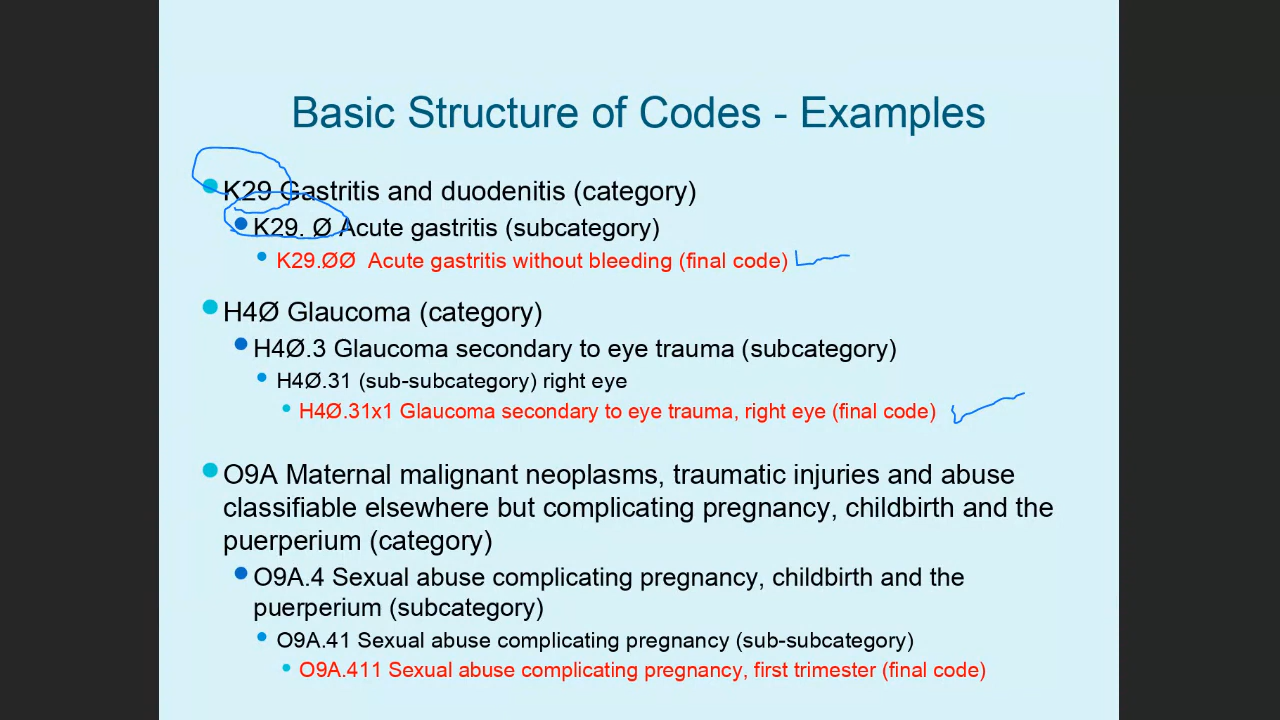 Basic Structure of Codes - Examples
K29 Gastritis and duodenitis (category)
K29. Ø Acute gastritis (subcategory)
K29.ØØ Acute gastritis without bleeding (final code)
H4Ø Glaucoma (category)
H4Ø.3 Glaucoma secondary to eye trauma (subcategory)
H4Ø.31 (sub-subcategory) right eye
H4Ø.31x1 Glaucoma secondary to eye trauma, right eye (final code)
O9A Maternal malignant neoplasms, traumatic injuries and abuse
classifiable elsewhere but complicating pregnancy, childbirth and the
puerperium (category)
O9A.4 Sexual abuse complicating pregnancy, childbirth and the
puerperium (subcategory)
O9A.41 Sexual abuse complicating pregnancy (sub-subcategory)
O9A.411 Sexual abuse complicating pregnancy, first trimester (final code)